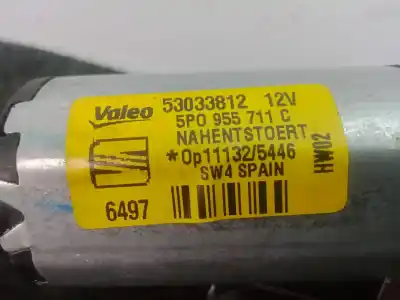 Valeo 53033812 12V
5P0 955 711 C
NAHENTSTOERT
*Op11132/5446
SW4 SPAIN
6497
HW02